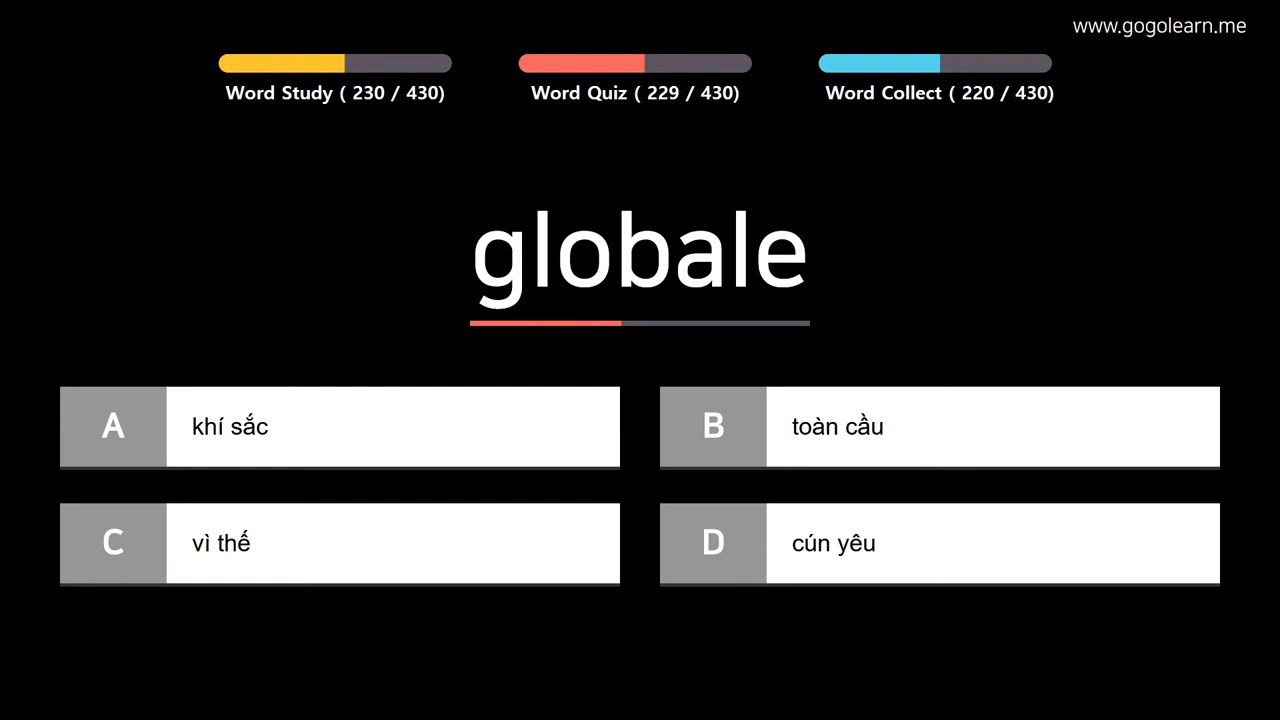 www.gogolearn.me
Word Study ( 230 / 430)
Word Quiz ( 229 / 430)
Word Collect ( 220 / 430)
globale
A khí sắc
B toàn cầu
C vì thế
D cún yêu